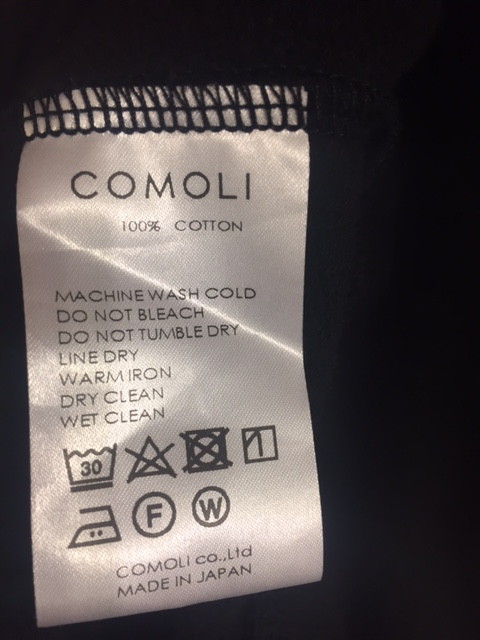 COMOLI
100% COTTON
MACHINE WASH COLD
DO NOT BLEACH
DO NOT TUMBLE DRY
LINE DRY
WARM IRON
DRY CLEAN
WET CLEAN
30
F W
COMOLI co.,Ltd
MADE IN JAPAN